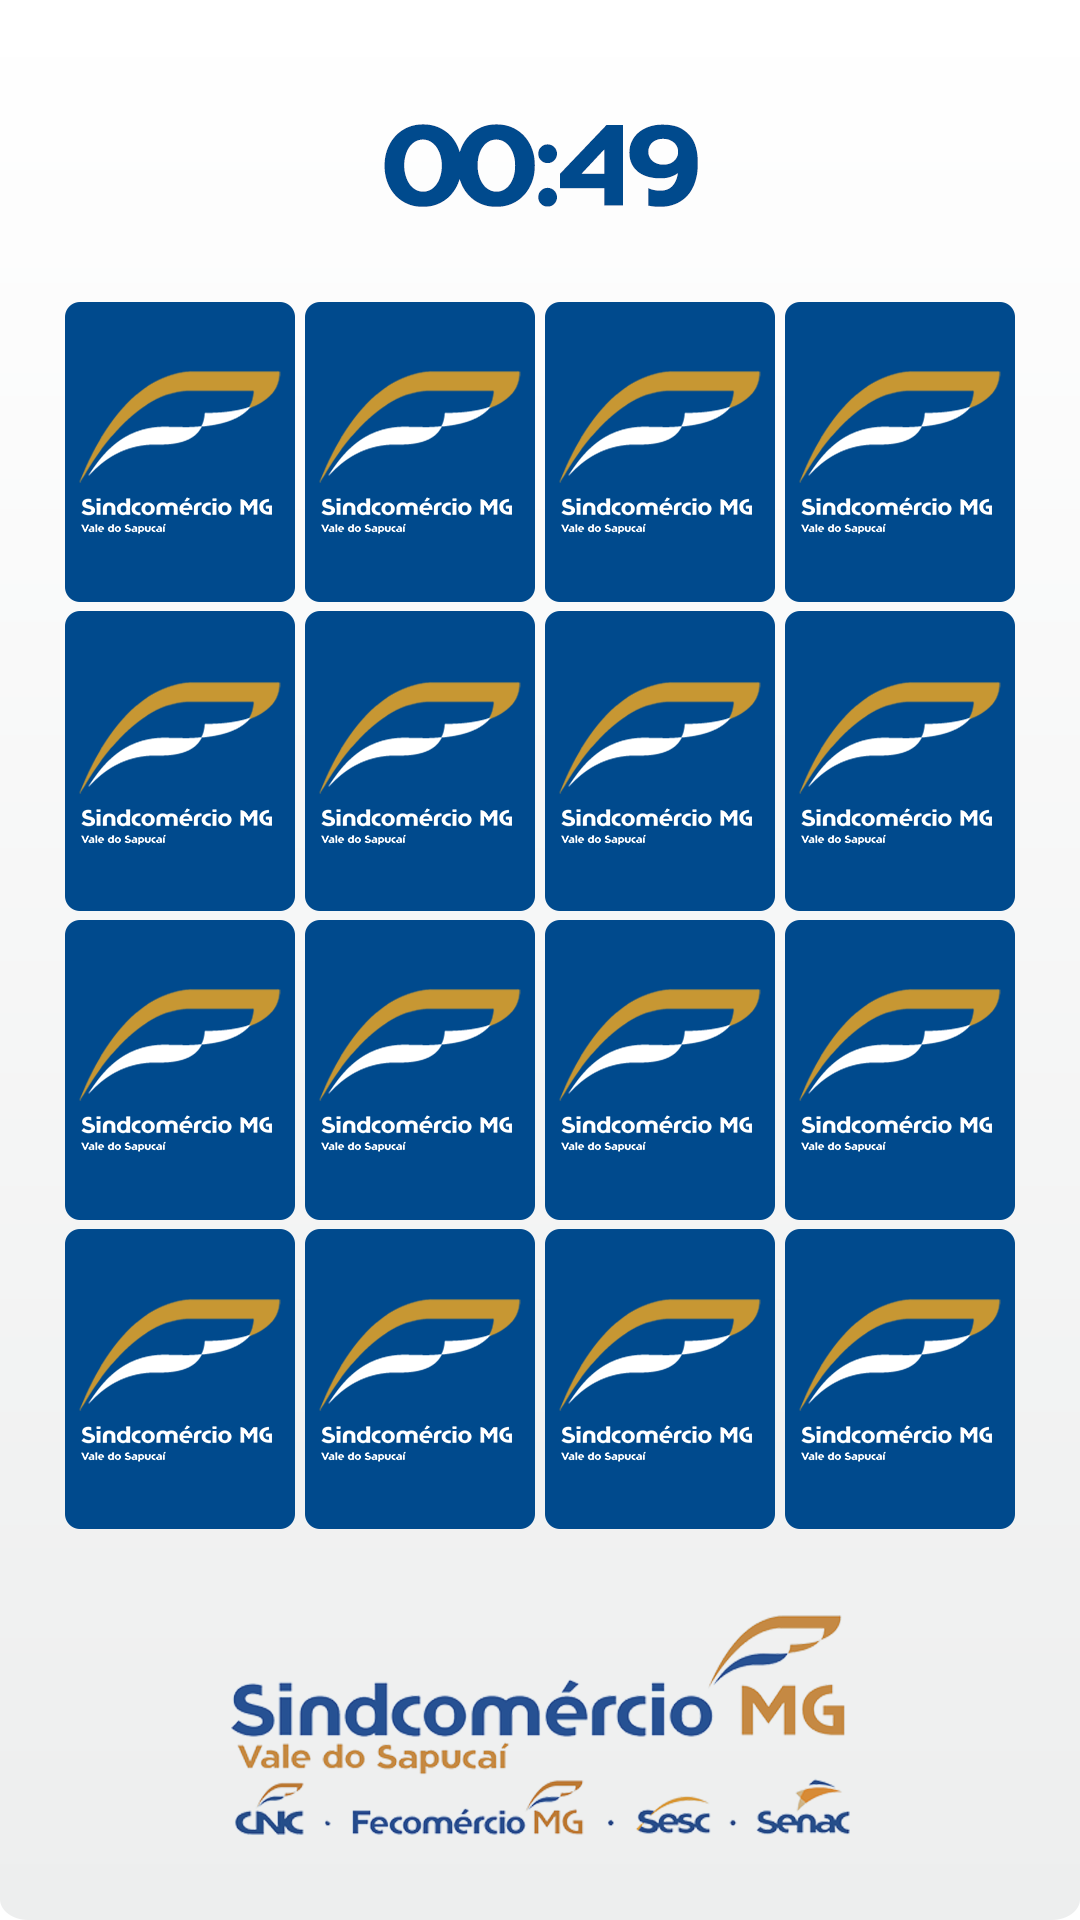 00:49
Sindcomércio MG Sindcomércio MG Sindcomércio MG Sindcomércio MG
Vale do Sapucaí Vale do Sapucaí Vale do Sapucaí Vale do Sapucaí
Sindcomércio MG Sindcomércio MG Sindcomércio MG Sindcomércio MG
Vale do Sapucaí Vale do Sapucaí Vale do Sapucaí Vale do Sapucaí
Sindcomércio MG Sindcomércio MG Sindcomércio MG Sindcomércio MG
Vale do Sapucaí Vale do Sapucaí Vale do Sapucaí Vale do Sapucaí
Sindcomércio MG Sindcomércio MG Sindcomércio MG Sindcomércio MG
Vale do Sapucaí Vale do Sapucaí Vale do Sapucaí Vale do Sapucaí
Sindcomércio MG
Vale do Sapucaí
CNC · Fecomércio MG · Sesc · Senac